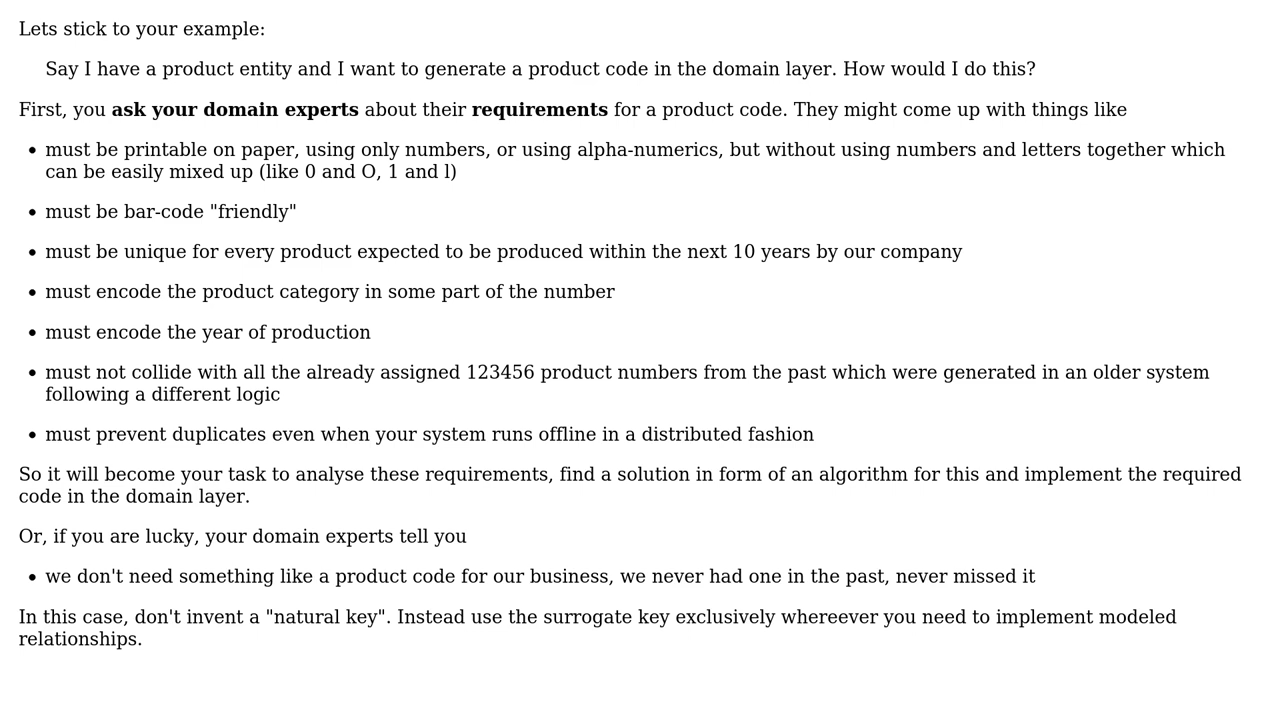 Lets stick to your example:
Say I have a product entity and I want to generate a product code in the domain layer. How would I do this?
First, you ask your domain experts about their requirements for a product code. They might come up with things like
• must be printable on paper, using only numbers, or using alpha-numerics, but without using numbers and letters together which
can be easily mixed up (like 0 and O, 1 and l)
• must be bar-code "friendly"
• must be unique for every product expected to be produced within the next 10 years by our company
• must encode the product category in some part of the number
• must encode the year of production
• must not collide with all the already assigned 123456 product numbers from the past which were generated in an older system
following a different logic
• must prevent duplicates even when your system runs offline in a distributed fashion
So it will become your task to analyse these requirements, find a solution in form of an algorithm for this and implement the required
code in the domain layer.
Or, if you are lucky, your domain experts tell you
• we don't need something like a product code for our business, we never had one in the past, never missed it
In this case, don't invent a "natural key". Instead use the surrogate key exclusively whereever you need to implement modeled
relationships.